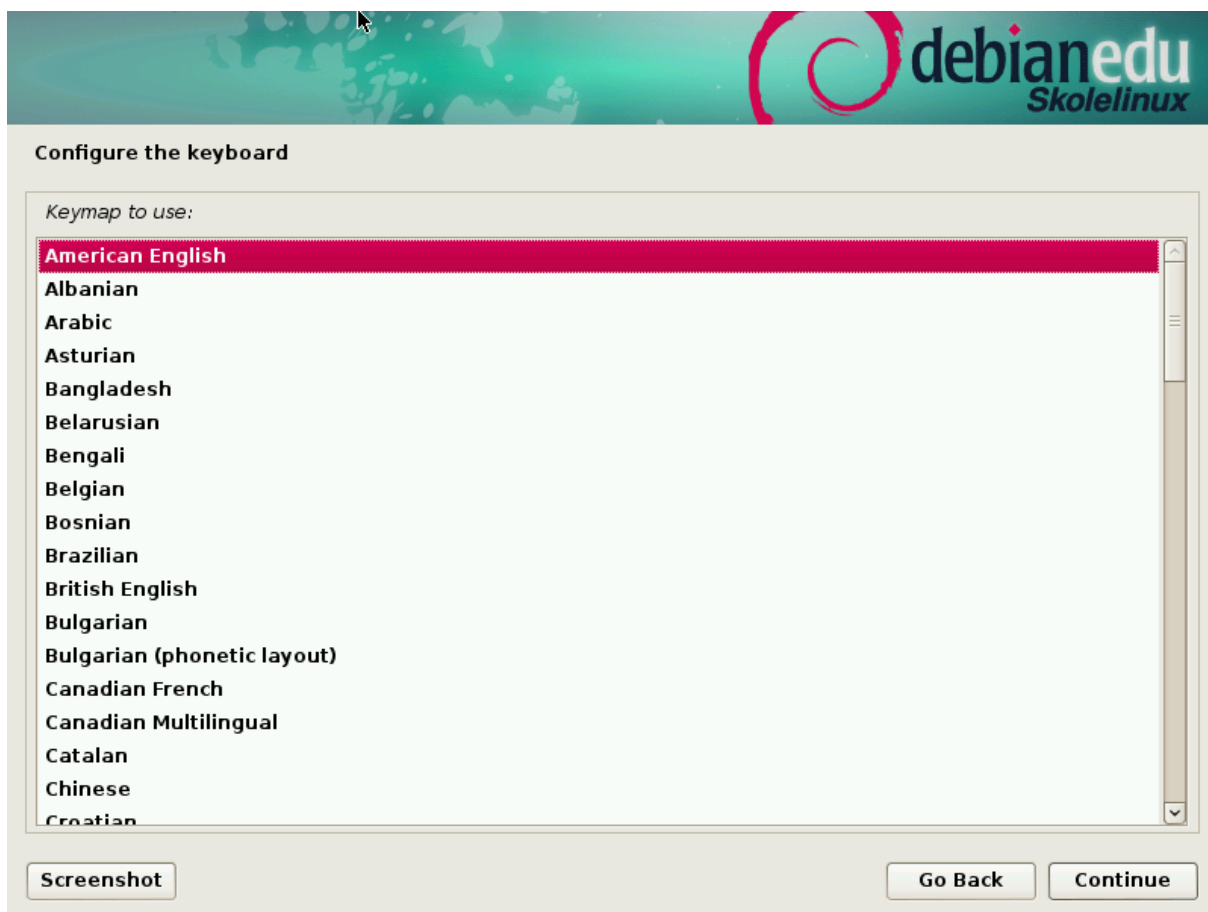 debianedu
Skolelinux
Configure the keyboard
Keymap to use:
American English
Albanian
Arabic
Asturian
Bangladesh
Belarusian
Bengali
Belgian
Bosnian
Brazilian
British English
Bulgarian
Bulgarian (phonetic layout)
Canadian French
Canadian Multilingual
Catalan
Chinese
Croatian
Screenshot
Go Back
Continue